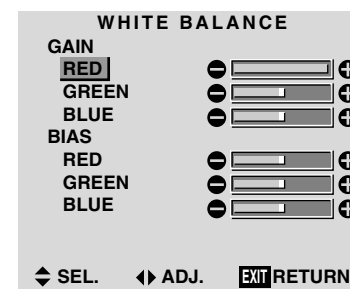 WHITE BALANCE
GAIN
RED
GREEN
BLUE
BIAS
RED
GREEN
BLUE
SEL. ADJ. EXIT RETURN